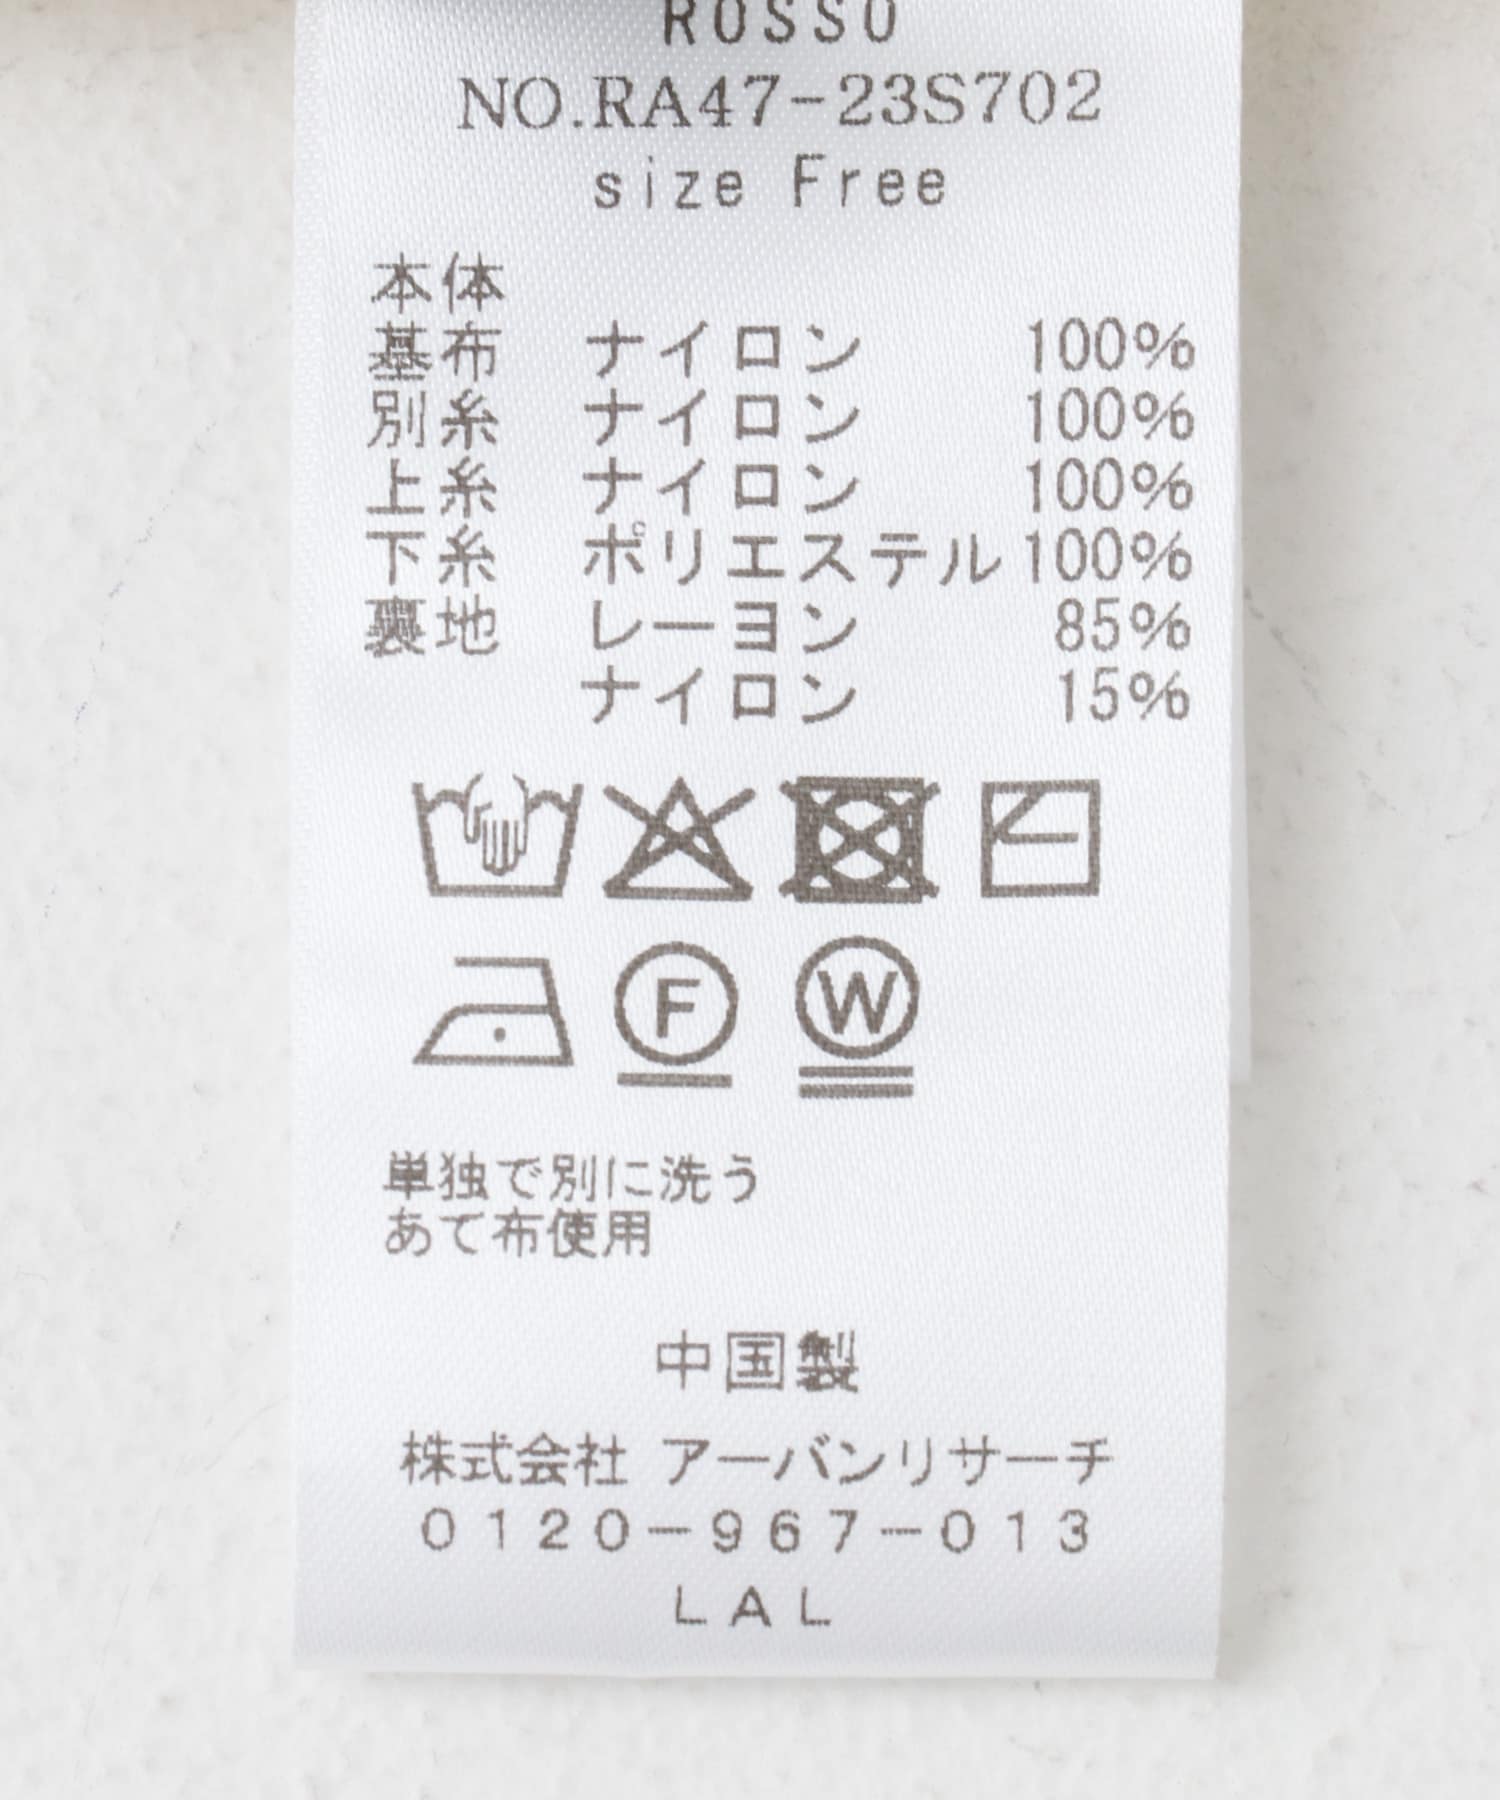 ROSSO
NO.RA47-23S702
size Free
本体
基布 ナイロン 100%
別糸 ナイロン 100%
上糸 ナイロン 100%
下糸 ポリエステル 100%
裏地 レーヨン 85%
ナイロン 15%
F W
単独で別に洗う
あて布使用
中国製
株式会社 アーバンリサーチ
0120-967-013
LAL